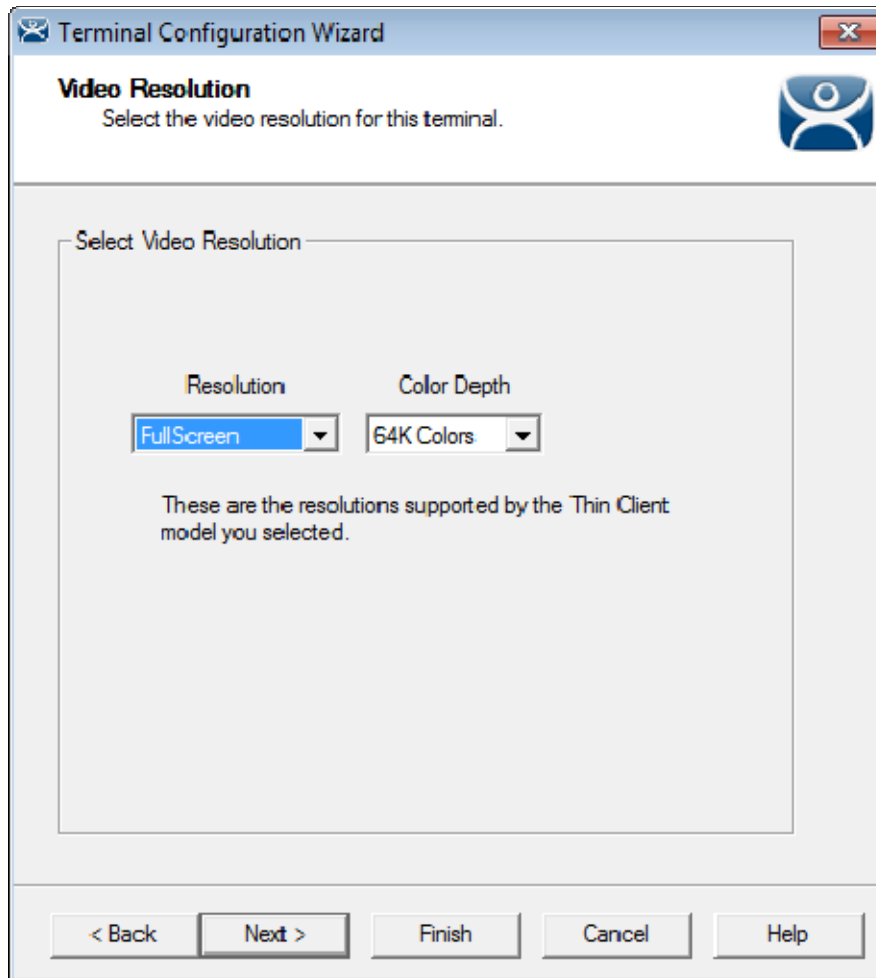 Terminal Configuration Wizard
Video Resolution
Select the video resolution for this terminal.
Select Video Resolution
Resolution Color Depth
FullScreen 64K Colors
These are the resolutions supported by the Thin Client
model you selected.
< Back Next > Finish Cancel Help